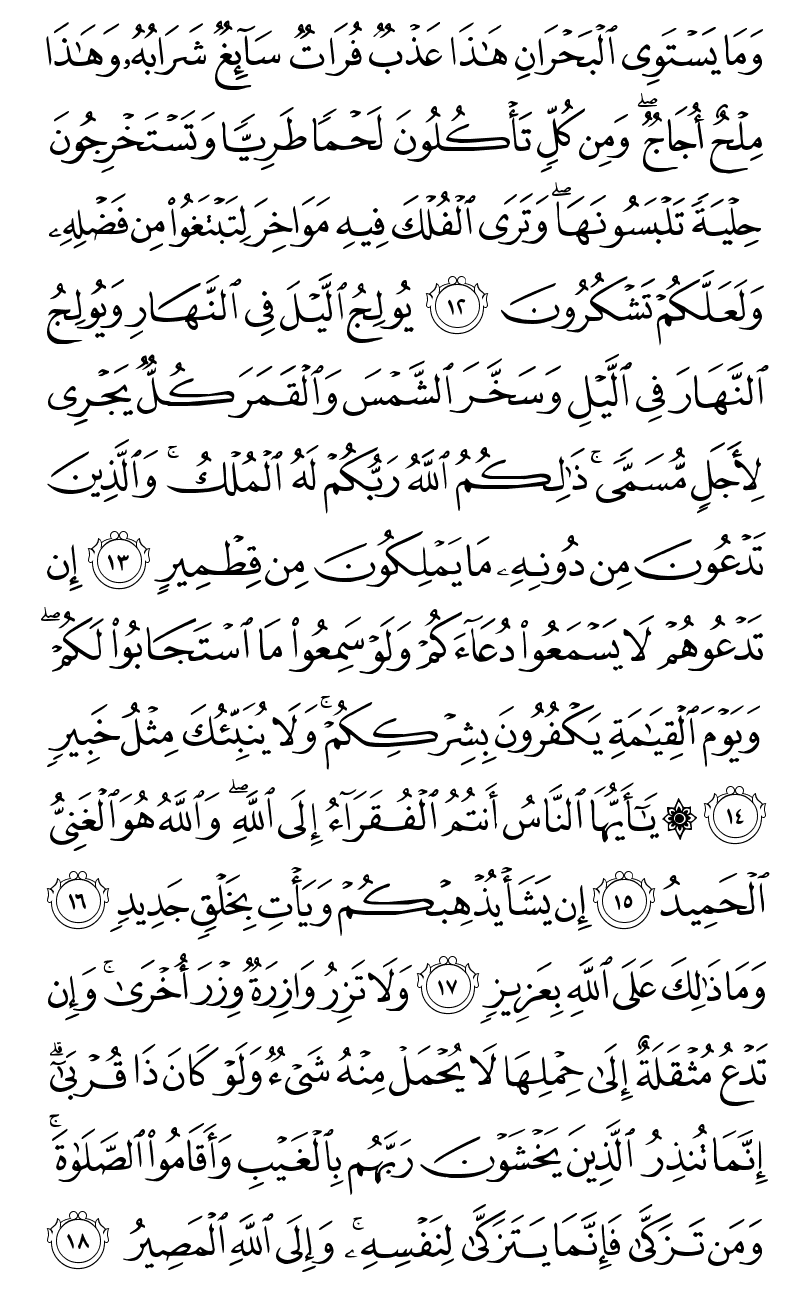 وَمَا يَسۡتَوِي ٱلۡبَحۡرَانِ هَٰذَا عَذۡبٞ فُرَاتٞ سَآئِغٞ شَرَابُهُۥ وَهَٰذَا
مِلۡحٌ أُجَاجٞۖ وَمِن كُلّٖ تَأۡكُلُونَ لَحۡمٗا طَرِيّٗا وَتَسۡتَخۡرِجُونَ
حِلۡيَةٗ تَلۡبَسُونَهَاۖ وَتَرَى ٱلۡفُلۡكَ فِيهِ مَوَاخِرَ لِتَبۡتَغُواْ مِن فَضۡلِهِۦ
وَلَعَلَّكُمۡ تَشۡكُرُونَ ١٢ يُولِجُ ٱلَّيۡلَ فِي ٱلنَّهَارِ وَيُولِجُ
ٱلنَّهَارَ فِي ٱلَّيۡلِ وَسَخَّرَ ٱلشَّمۡسَ وَٱلۡقَمَرَ كُلّٞ يَجۡرِي
لِأَجَلٖ مُّسَمّٗىۚ ذَٰلِكُمُ ٱللَّهُ رَبُّكُمۡ لَهُ ٱلۡمُلۡكُۚ وَٱلَّذِينَ
تَدۡعُونَ مِن دُونِهِۦ مَا يَمۡلِكُونَ مِن قِطۡمِيرٍ ١٣ إِن
تَدۡعُوهُمۡ لَا يَسۡمَعُواْ دُعَآءَكُمۡ وَلَوۡ سَمِعُواْ مَا ٱسۡتَجَابُواْ لَكُمۡۖ
وَيَوۡمَ ٱلۡقِيَٰمَةِ يَكۡفُرُونَ بِشِرۡكِكُمۡۚ وَلَا يُنَبِّئُكَ مِثۡلُ خَبِيرٖ
١٤ ۞ يَٰٓأَيُّهَا ٱلنَّاسُ أَنتُمُ ٱلۡفُقَرَآءُ إِلَى ٱللَّهِۖ وَٱللَّهُ هُوَ ٱلۡغَنِيُّ
ٱلۡحَمِيدُ ١٥ إِن يَشَأۡ يُذۡهِبۡكُمۡ وَيَأۡتِ بِخَلۡقٖ جَدِيدٖ ١٦
وَمَا ذَٰلِكَ عَلَى ٱللَّهِ بِعَزِيزٖ ١٧ وَلَا تَزِرُ وَازِرَةٞ وِزۡرَ أُخۡرَىٰۚ وَإِن
تَدۡعُ مُثۡقَلَةٌ إِلَىٰ حِمۡلِهَا لَا يُحۡمَلۡ مِنۡهُ شَيۡءٞ وَلَوۡ كَانَ ذَا قُرۡبَىٰٓۗ
إِنَّمَا تُنذِرُ ٱلَّذِينَ يَخۡشَوۡنَ رَبَّهُم بِٱلۡغَيۡبِ وَأَقَامُواْ ٱلصَّلَوٰةَۚ
وَمَن تَزَكَّىٰ فَإِنَّمَا يَتَزَكَّىٰ لِنَفۡسِهِۦۚ وَإِلَى ٱللَّهِ ٱلۡمَصِيرُ ١٨